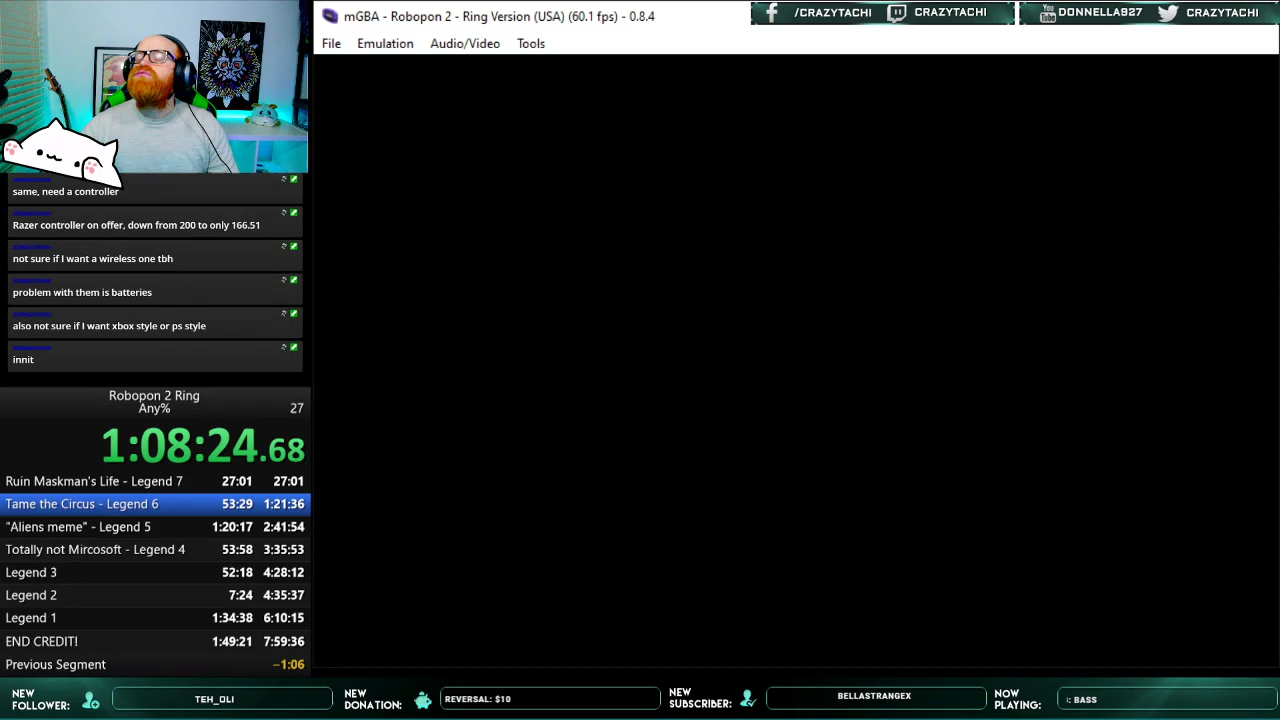 mGBA - Robopon 2 - Ring Version (USA) (60.1 fps) - 0.8.4
/CRAZYTACHI
CRAZYTACHI
You Tube
DONNELLAB27
CRAZYTACHI
File Emulation Audio/Video Tools
same, need a controller
Razer controller on offer, down from 200 to only 166.51
not sure if I want a wireless one tbh
problem with them is batteries
also not sure if I want xbox style or ps style
innit
Robopon 2 Ring
Any% 27
1:08:24.68
Ruin Maskman's Life - Legend 7 27:01 27:01
Tame the Circus - Legend 6 53:29 1:21:36
"Aliens meme" - Legend 5 1:20:17 2:41:54
Totally not Mircosoft - Legend 4 53:58 3:35:53
Legend 3 52:18 4:28:12
Legend 2 7:24 4:35:37
Legend 1 1:34:38 6:10:15
END CREDIT! 1:49:21 7:59:36
Previous Segment −1:06
NEW FOLLOWER: TEH_OLI
NEW DONATION: REVERSAL: $10
NEW SUBSCRIBER: BELLASTRANGEX
NOW PLAYING: : BASS